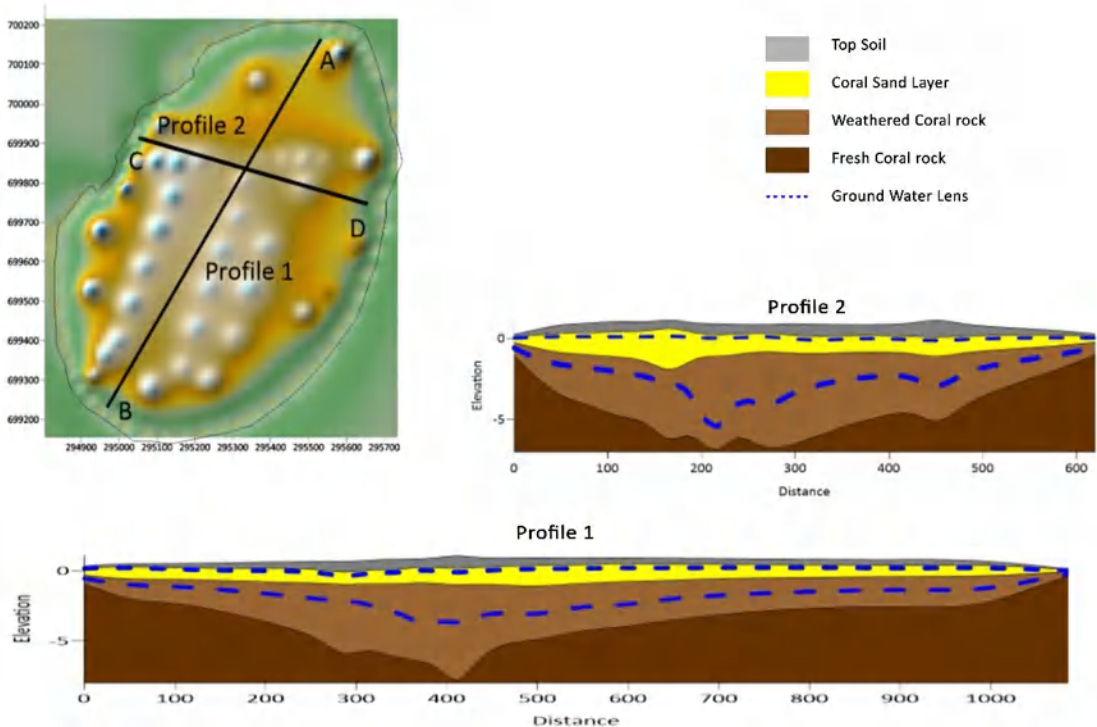 700200
700100
700000
699900
699800
699700
699600
699500
699400
699300
699200
294900 295000 295100 295200 295300 295400 295500 295600 295700
A
Profile 2
C
D
Profile 1
B
Top Soil
Coral Sand Layer
Weathered Coral rock
Fresh Coral rock
Ground Water Lens
Profile 2
Elevation
0
-5
0 100 200 300 400 500 600
Distance
Profile 1
Elevation
0
-5
0 100 200 300 400 500 600 700 800 900 1000
Distance